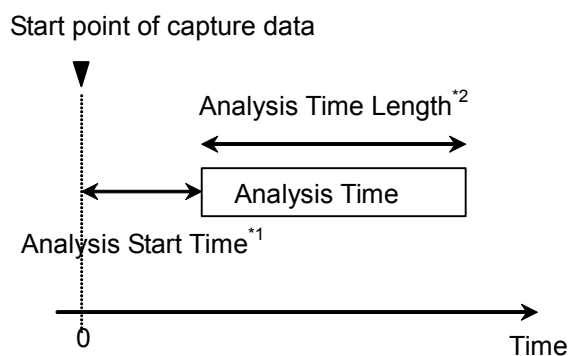 Start point of capture data
Analysis Time Length*2
Analysis Time
Analysis Start Time*1
0
Time